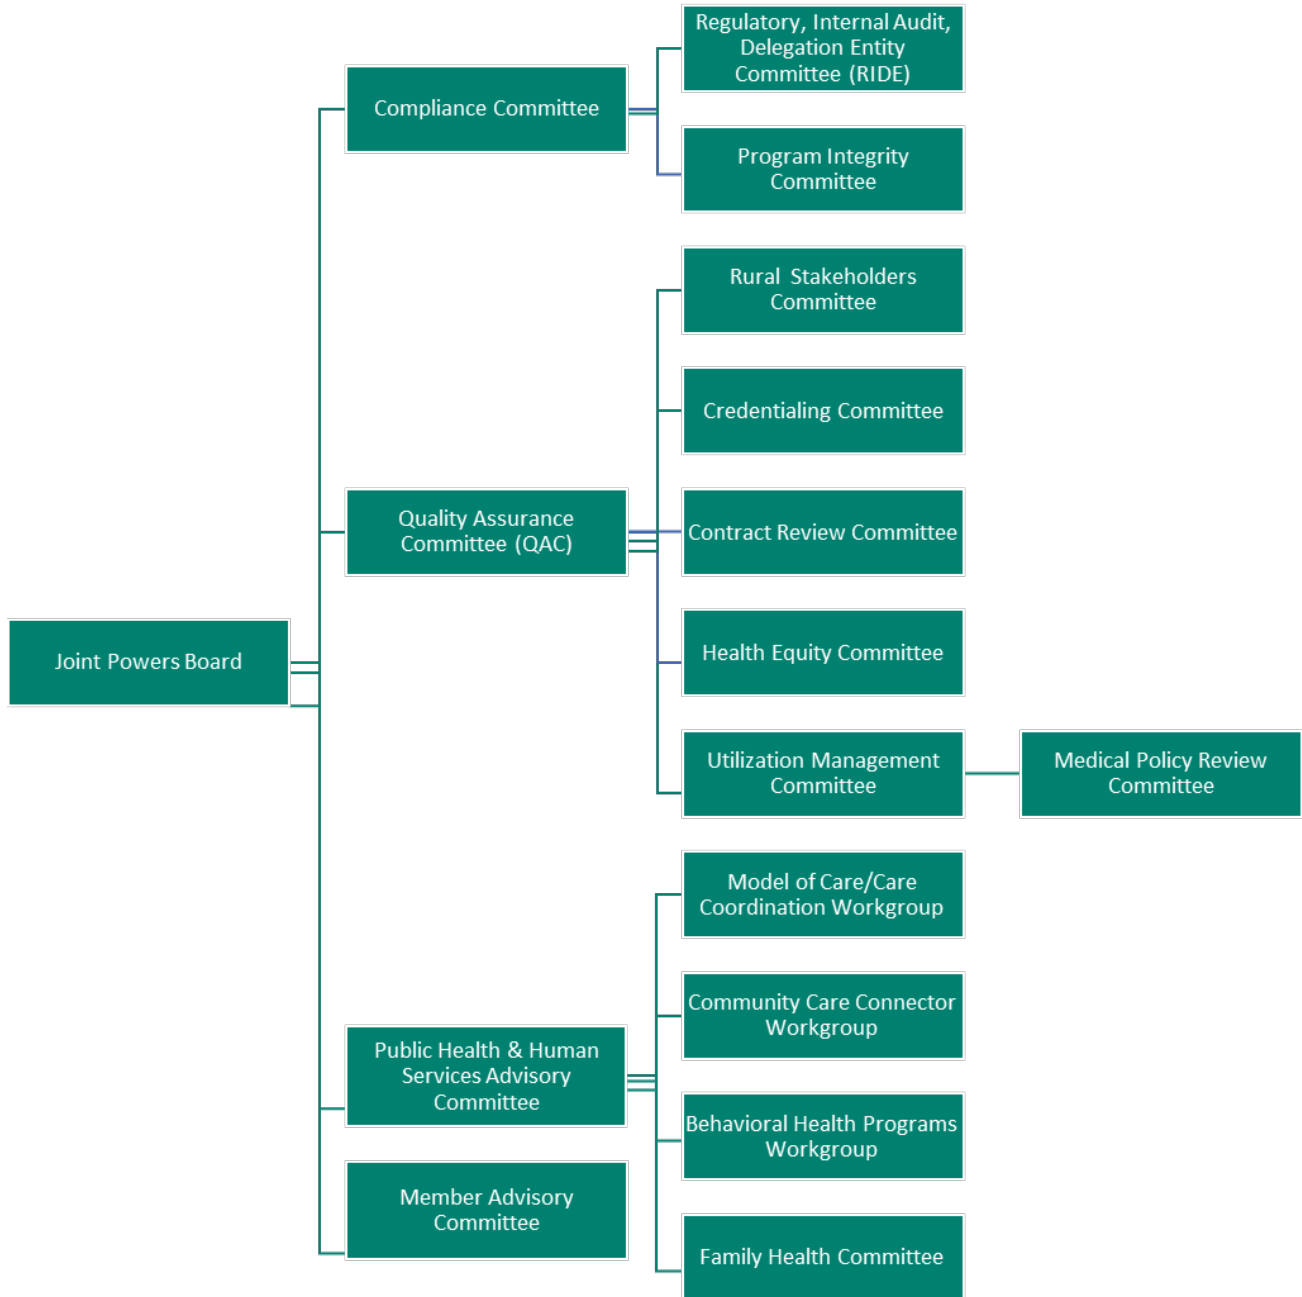 Joint Powers Board
Compliance Committee
Regulatory, Internal Audit,
Delegation Entity
Committee (RIDE)
Program Integrity
Committee
Quality Assurance
Committee (QAC)
Rural Stakeholders
Committee
Credentialing Committee
Contract Review Committee
Health Equity Committee
Utilization Management
Committee
Medical Policy Review
Committee
Public Health & Human
Services Advisory
Committee
Model of Care/Care
Coordination Workgroup
Community Care Connector
Workgroup
Behavioral Health Programs
Workgroup
Family Health Committee
Member Advisory
Committee